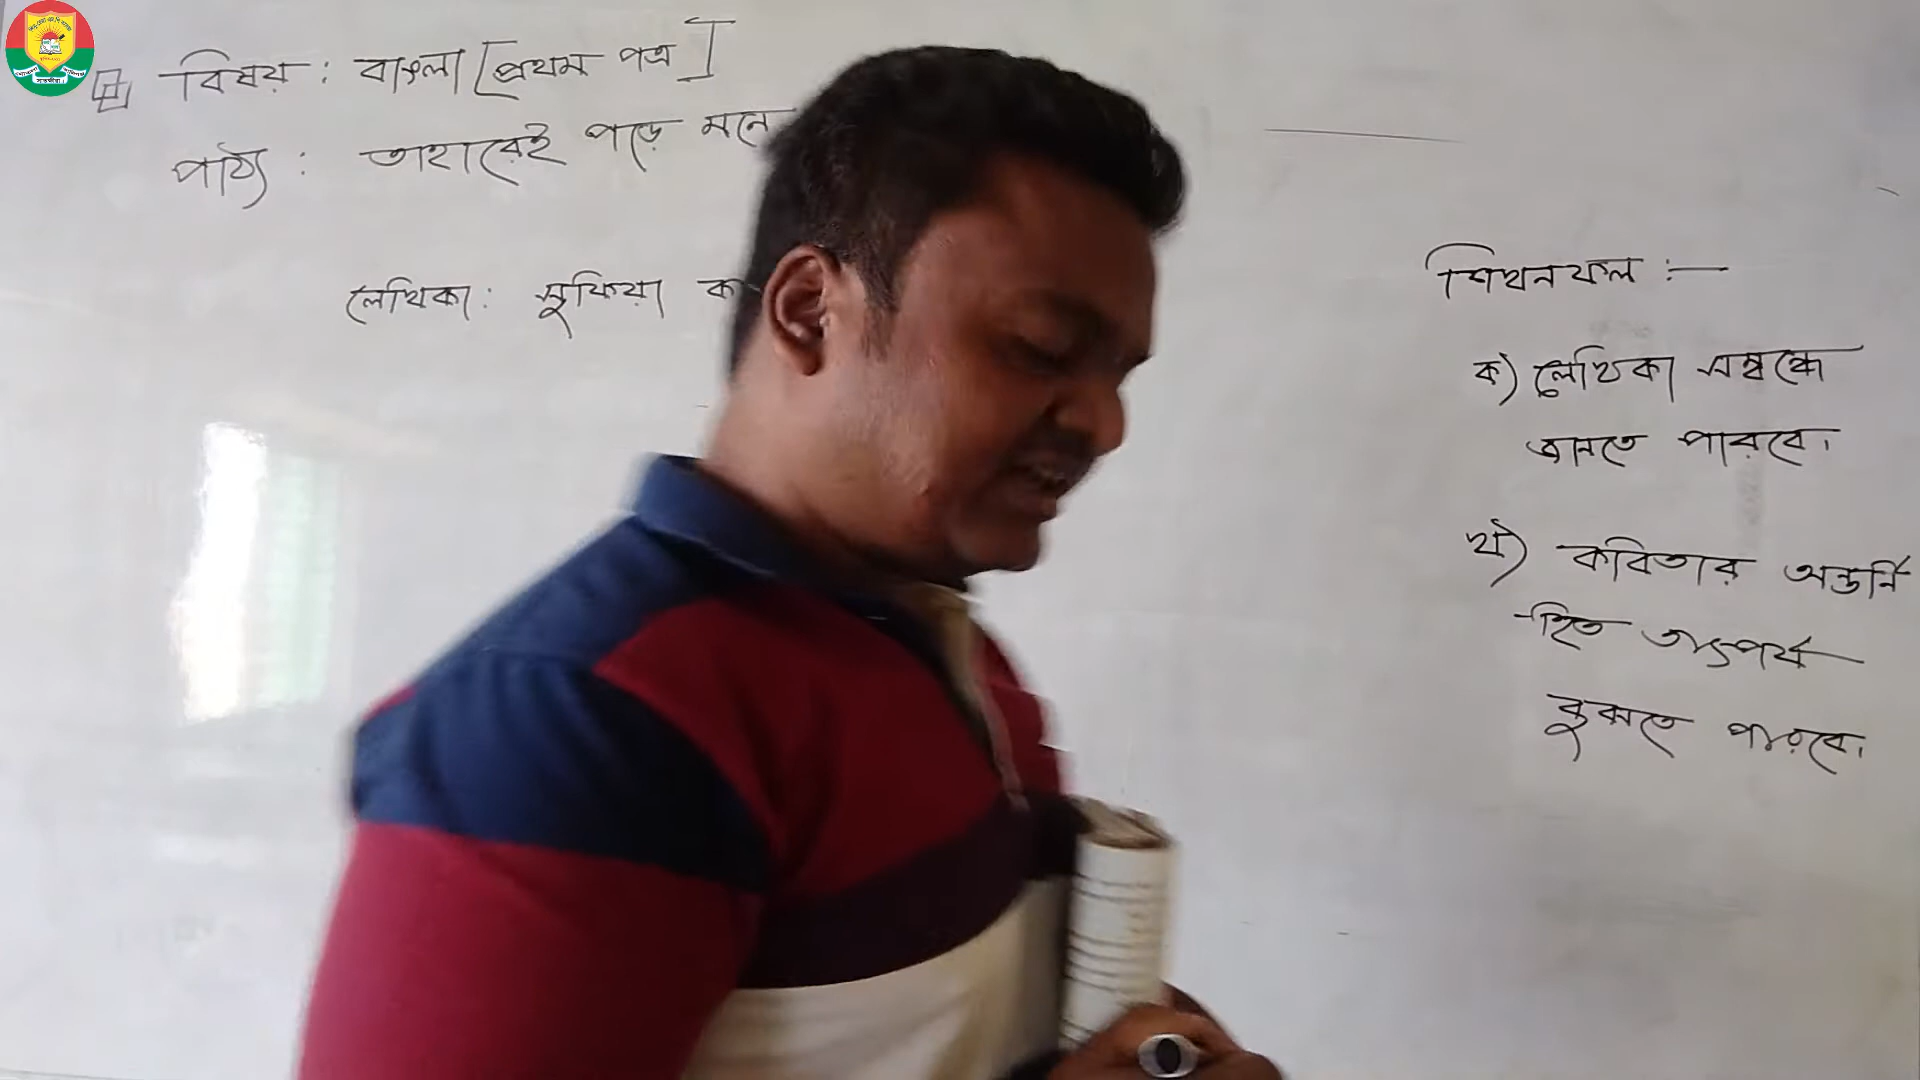 বিষয় : বাংলা [প্রথম পত্র]
পাঠ্য : তাহারেই পড়ে মনে
লেখিকা : সুফিয়া
শিখনফল :—
ক) লেখিকা সম্বন্ধে
জানতে পারবে।
খ) কবিতার অন্তর্নি
-হিত তাৎপর্য
বুঝতে পারবে।